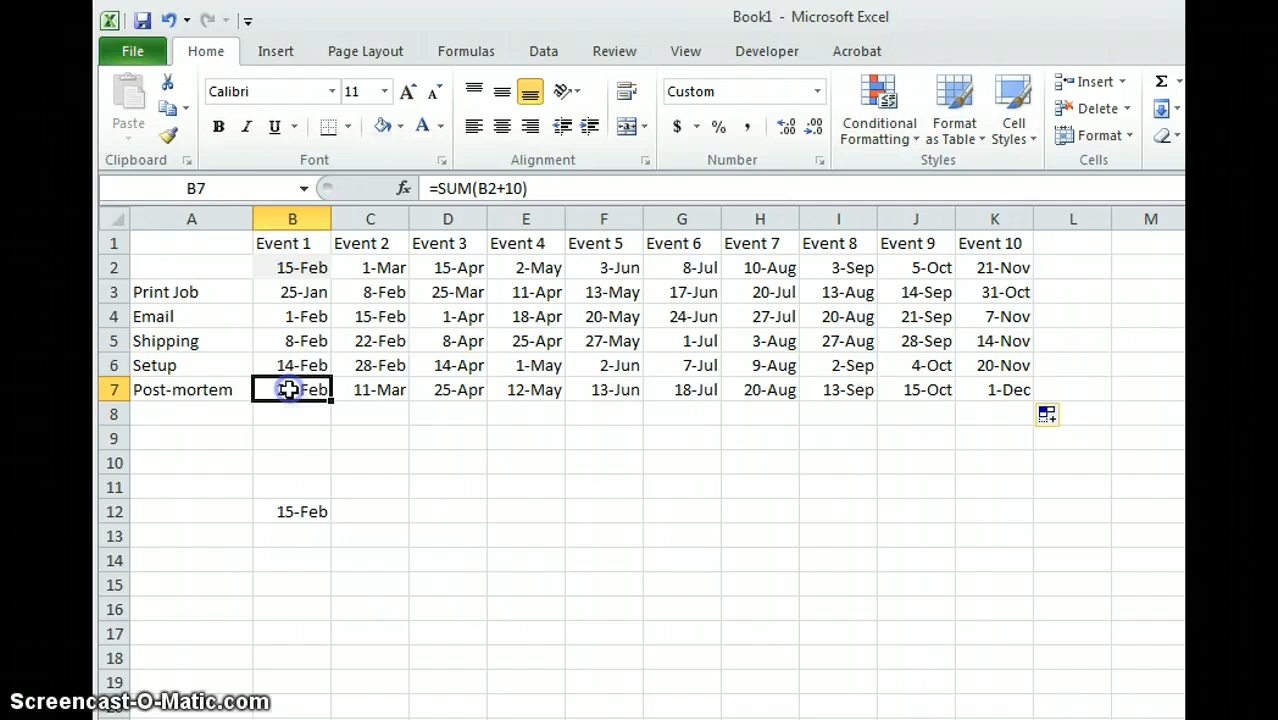 Book1 - Microsoft Excel
File Home Insert Page Layout Formulas Data Review View Developer Acrobat
Calibri 11 A A Custom Insert Σ
Paste B I U A $ % , .00 .0 Conditional Formatting Format as Table Cell Styles Delete
Format
Clipboard Font Alignment Number Styles Cells
B7 fx =SUM(B2+10)
A B C D E F G H I J K L M
1 Event 1 Event 2 Event 3 Event 4 Event 5 Event 6 Event 7 Event 8 Event 9 Event 10
2 15-Feb 1-Mar 15-Apr 2-May 3-Jun 8-Jul 10-Aug 3-Sep 5-Oct 21-Nov
3 Print Job 25-Jan 8-Feb 25-Mar 11-Apr 13-May 17-Jun 20-Jul 13-Aug 14-Sep 31-Oct
4 Email 1-Feb 15-Feb 1-Apr 18-Apr 20-May 24-Jun 27-Jul 20-Aug 21-Sep 7-Nov
5 Shipping 8-Feb 22-Feb 8-Apr 25-Apr 27-May 1-Jul 3-Aug 27-Aug 28-Sep 14-Nov
6 Setup 14-Feb 28-Feb 14-Apr 1-May 2-Jun 7-Jul 9-Aug 2-Sep 4-Oct 20-Nov
7 Post-mortem Feb 11-Mar 25-Apr 12-May 13-Jun 18-Jul 20-Aug 13-Sep 15-Oct 1-Dec
8
9
10
11
12 15-Feb
13
14
15
16
17
18
19
Screencast-O-Matic.com